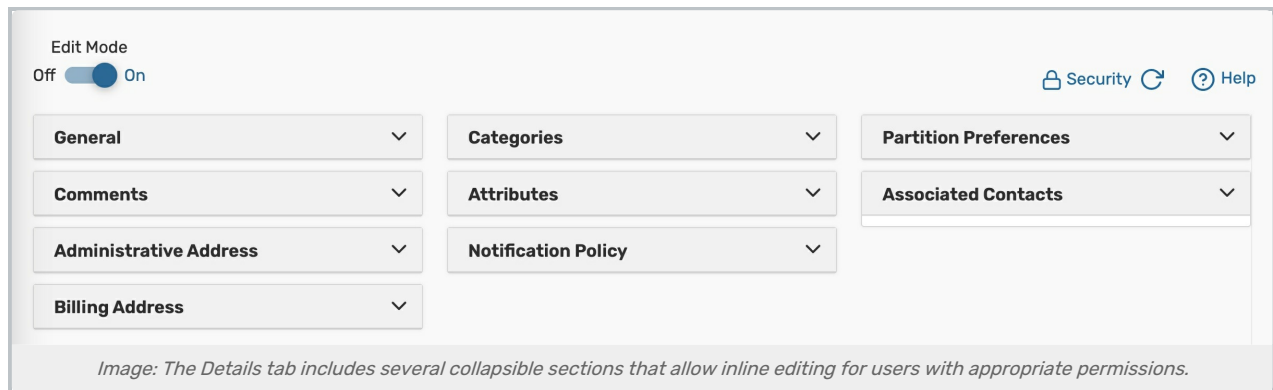 Edit Mode
Off On
Security Help
General
Comments
Administrative Address
Billing Address
Categories
Attributes
Notification Policy
Partition Preferences
Associated Contacts
Image: The Details tab includes several collapsible sections that allow inline editing for users with appropriate permissions.